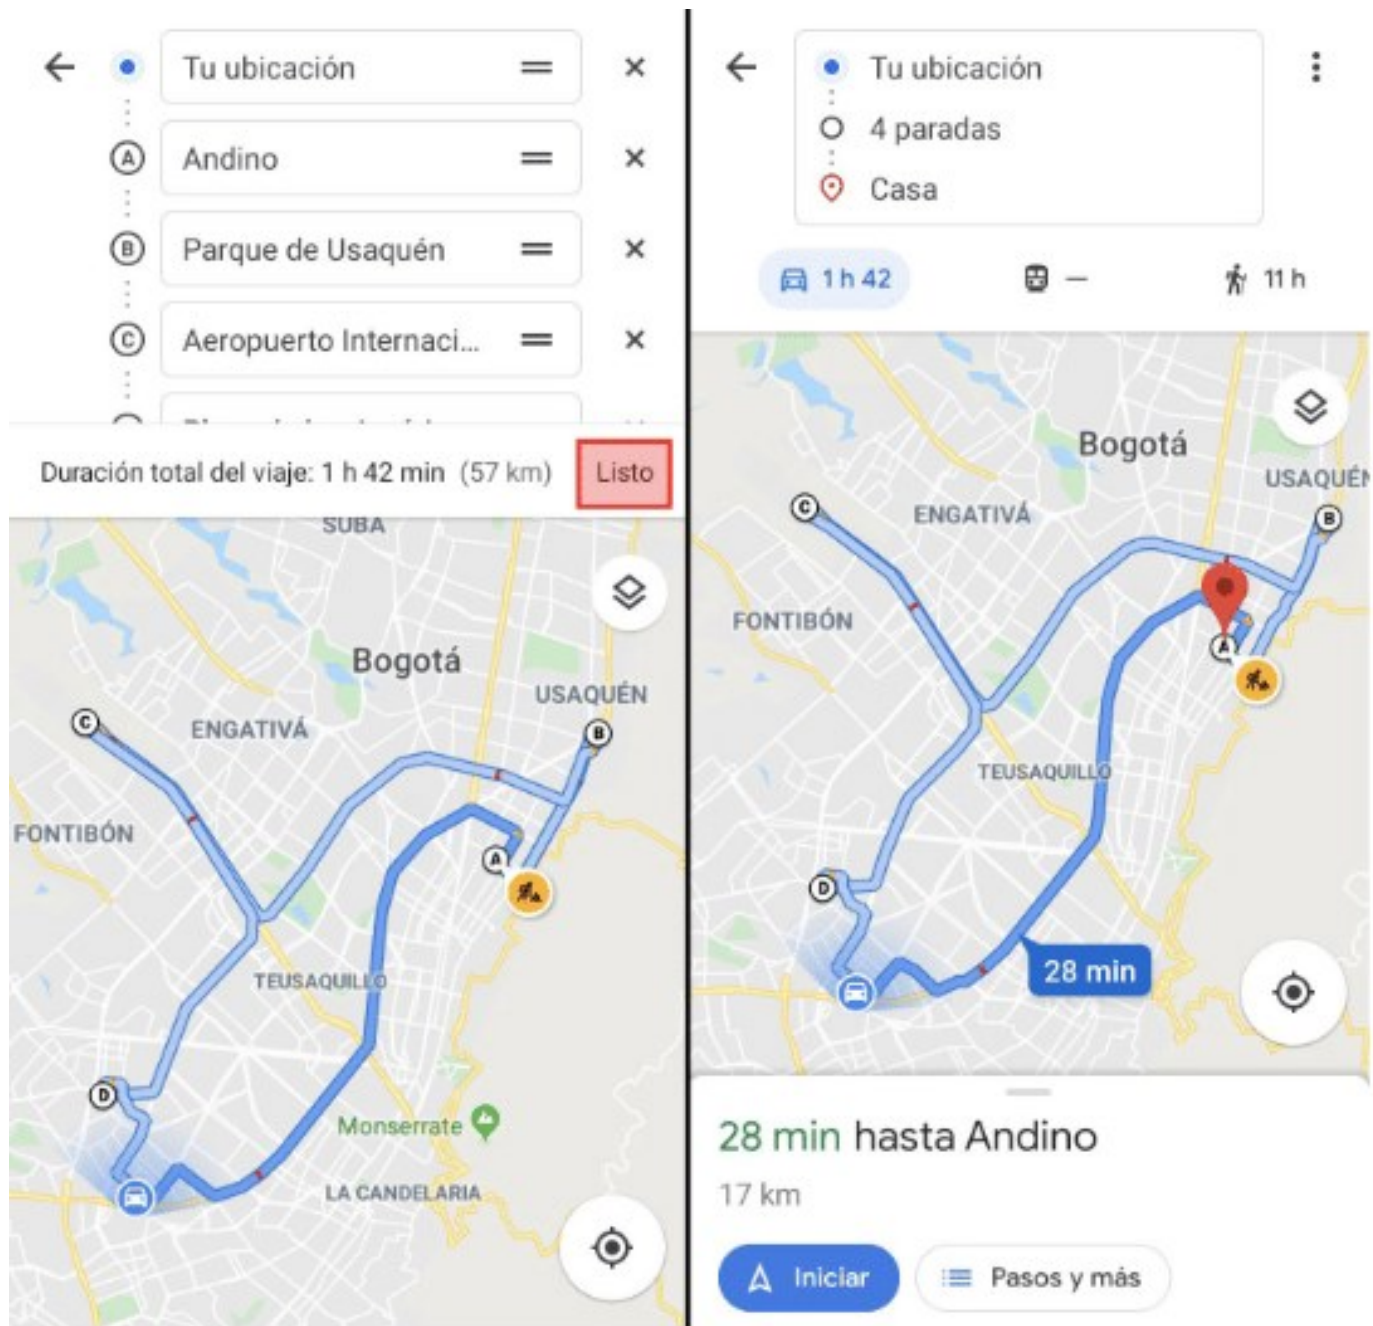 Tu ubicación
A Andino
B Parque de Usaquén
C Aeropuerto Internaci...
Duración total del viaje: 1 h 42 min (57 km) Listo
SUBA
Bogotá
USAQUÉN
C
ENGATIVÁ
B
FONTIBÓN
A
TEUSAQUILLO
D
Monserrate
LA CANDELARIA
Tu ubicación
4 paradas
Casa
1 h 42 — 11 h
Bogotá
USAQUÉN
C
ENGATIVÁ
B
FONTIBÓN
A
TEUSAQUILLO
D
28 min
28 min hasta Andino
17 km
Iniciar Pasos y más